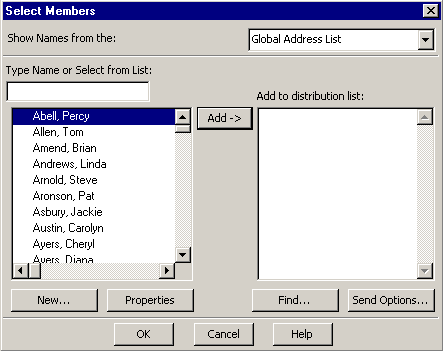 Select Members
Show Names from the:
Global Address List
Type Name or Select from List:
Add to distribution list:
Abell, Percy
Allen, Tom
Amend, Brian
Andrews, Linda
Arnold, Steve
Aronson, Pat
Asbury, Jackie
Austin, Carolyn
Ayers, Cheryl
Ayers, Diana
Add ->
New...
Properties
Find...
Send Options...
OK
Cancel
Help